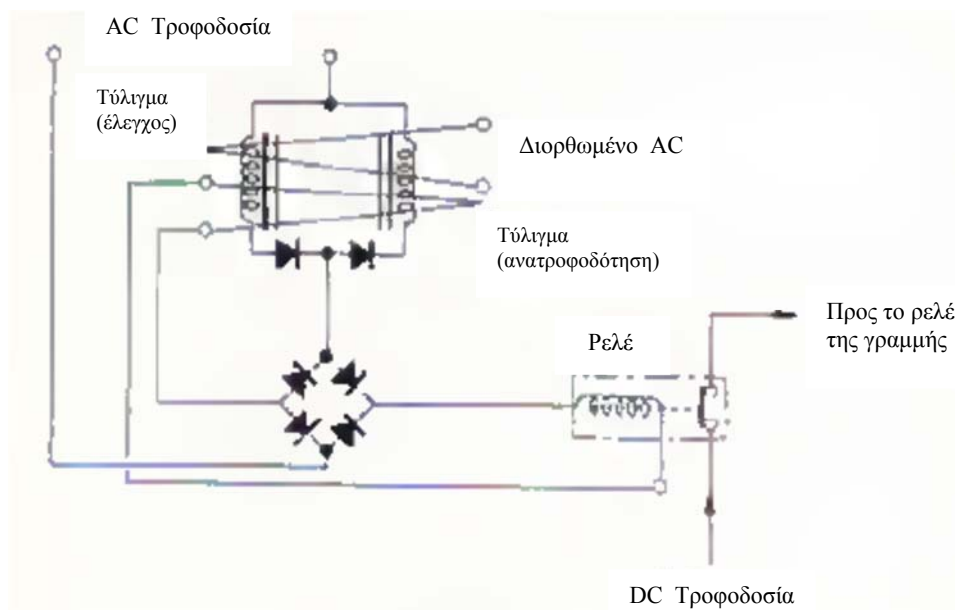 AC Τροφοδοσία
Τύλιγμα
(έλεγχος)
Διορθωμένο AC
Τύλιγμα
(ανατροφοδότηση)
Προς το ρελέ
της γραμμής
Ρελέ
DC Τροφοδοσία